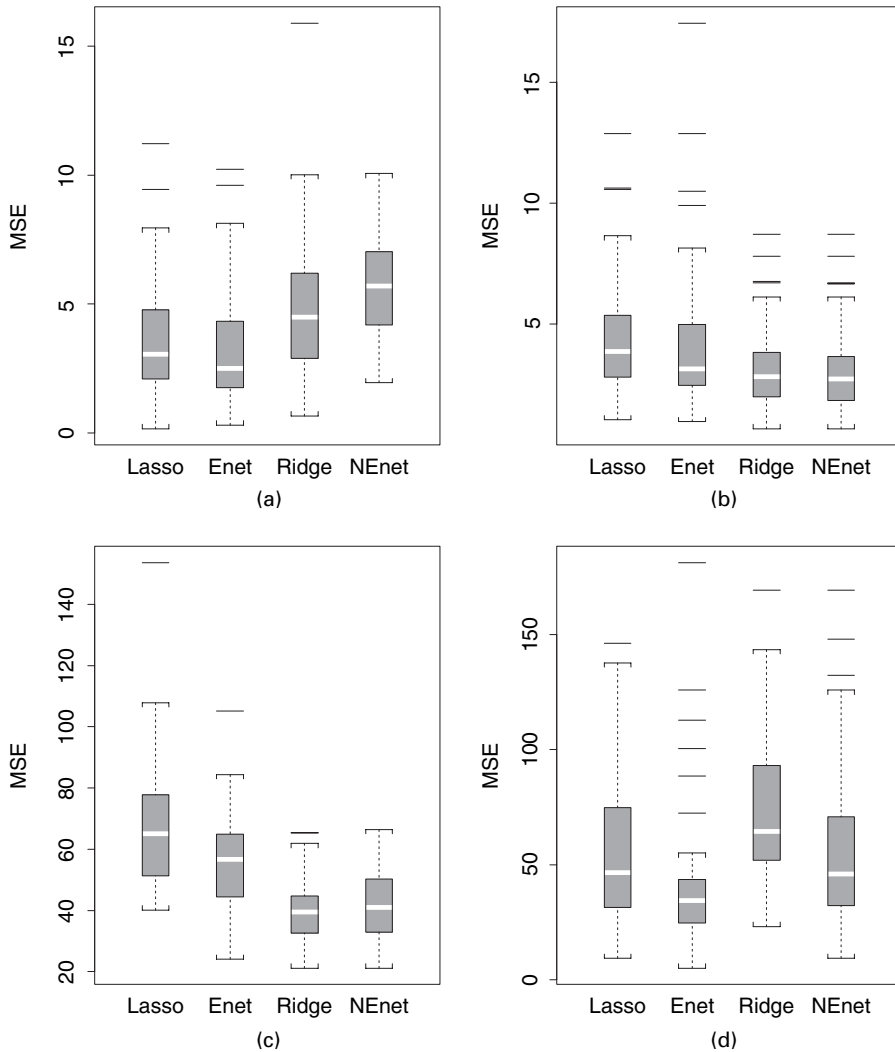 MSE
15
10
5
0
Lasso Enet Ridge NEnet
(a)
MSE
15
10
5
Lasso Enet Ridge NEnet
(b)
MSE
140
120
100
80
60
40
20
Lasso Enet Ridge NEnet
(c)
MSE
150
100
50
0
Lasso Enet Ridge NEnet
(d)